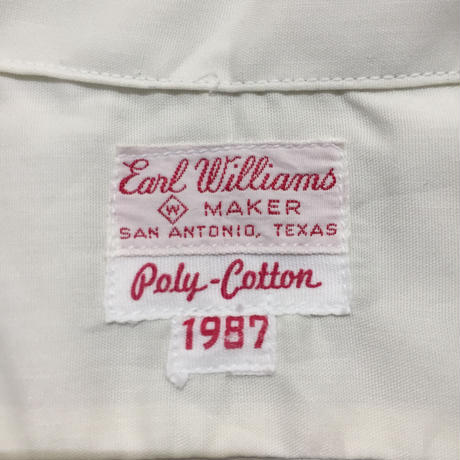 Earl Williams
W MAKER
SAN ANTONIO, TEXAS
Poly-Cotton
1987